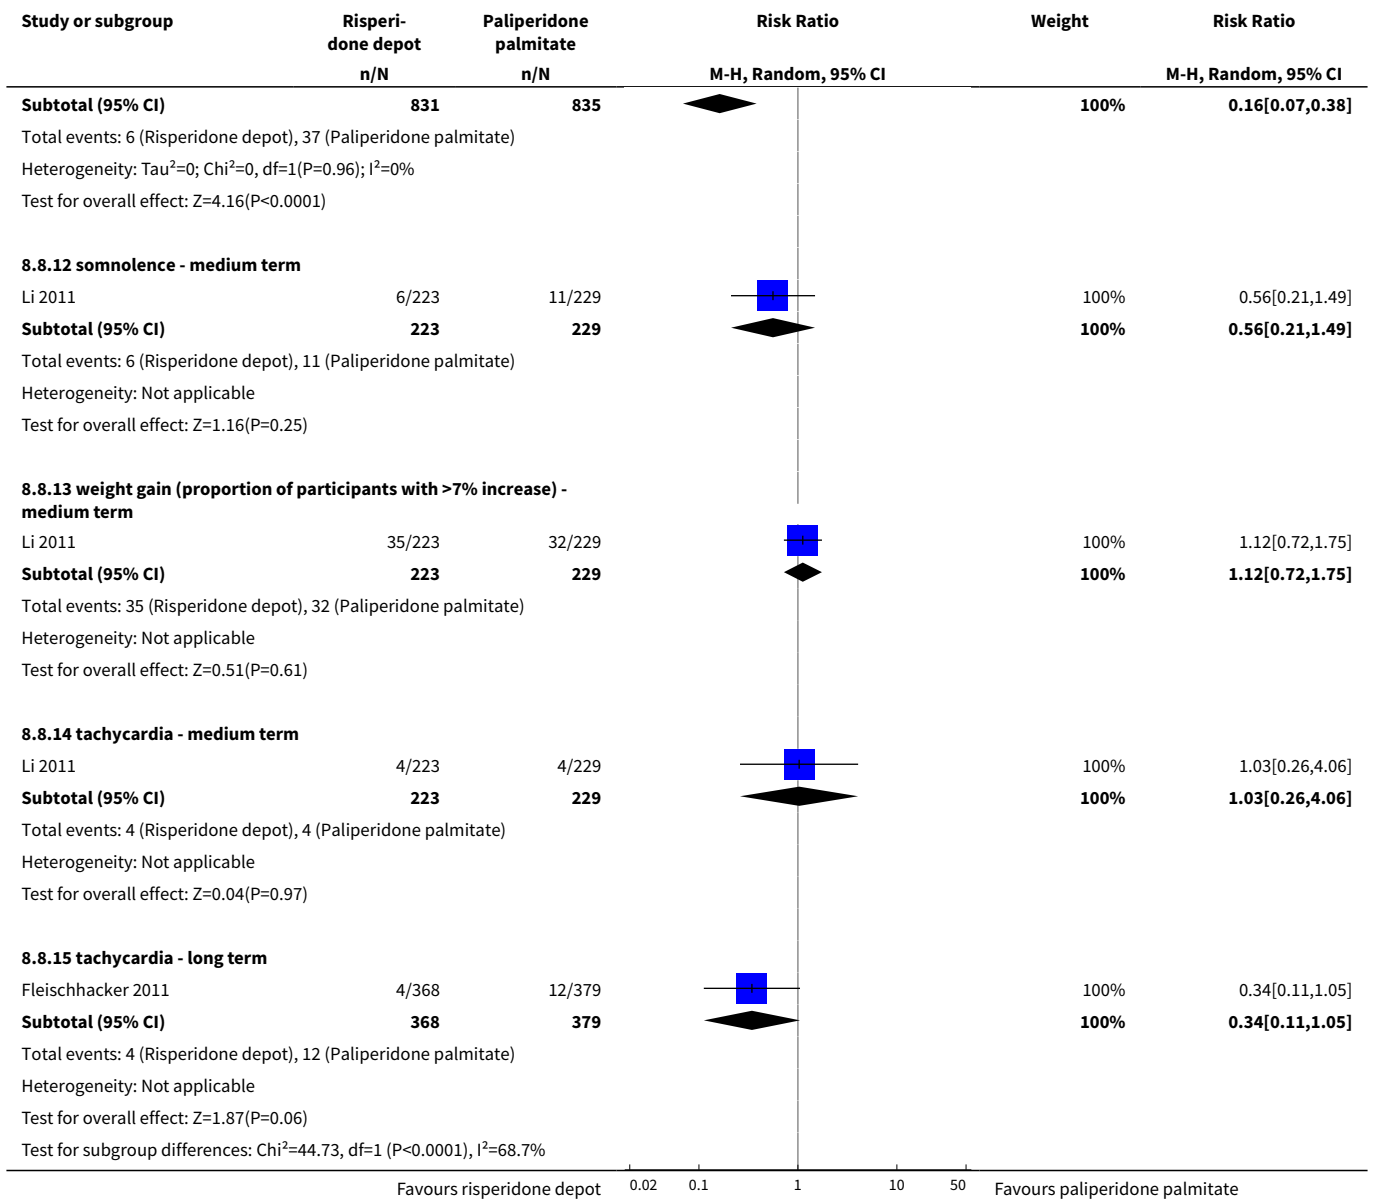 Study or subgroup Risperi- Paliperidone Risk Ratio Weight Risk Ratio
done depot palmitate
n/N n/N M-H, Random, 95% CI M-H, Random, 95% CI
Subtotal (95% CI) 831 835 100% 0.16[0.07,0.38]
Total events: 6 (Risperidone depot), 37 (Paliperidone palmitate)
Heterogeneity: Tau²=0; Chi²=0, df=1(P=0.96); I²=0%
Test for overall effect: Z=4.16(P<0.0001)
8.8.12 somnolence - medium term
Li 2011 6/223 11/229 100% 0.56[0.21,1.49]
Subtotal (95% CI) 223 229 100% 0.56[0.21,1.49]
Total events: 6 (Risperidone depot), 11 (Paliperidone palmitate)
Heterogeneity: Not applicable
Test for overall effect: Z=1.16(P=0.25)
8.8.13 weight gain (proportion of participants with >7% increase) -
medium term
Li 2011 35/223 32/229 100% 1.12[0.72,1.75]
Subtotal (95% CI) 223 229 100% 1.12[0.72,1.75]
Total events: 35 (Risperidone depot), 32 (Paliperidone palmitate)
Heterogeneity: Not applicable
Test for overall effect: Z=0.51(P=0.61)
8.8.14 tachycardia - medium term
Li 2011 4/223 4/229 100% 1.03[0.26,4.06]
Subtotal (95% CI) 223 229 100% 1.03[0.26,4.06]
Total events: 4 (Risperidone depot), 4 (Paliperidone palmitate)
Heterogeneity: Not applicable
Test for overall effect: Z=0.04(P=0.97)
8.8.15 tachycardia - long term
Fleischhacker 2011 4/368 12/379 100% 0.34[0.11,1.05]
Subtotal (95% CI) 368 379 100% 0.34[0.11,1.05]
Total events: 4 (Risperidone depot), 12 (Paliperidone palmitate)
Heterogeneity: Not applicable
Test for overall effect: Z=1.87(P=0.06)
Test for subgroup differences: Chi²=44.73, df=1 (P<0.0001), I²=68.7%
Favours risperidone depot 0.02 0.1 1 10 50 Favours paliperidone palmitate